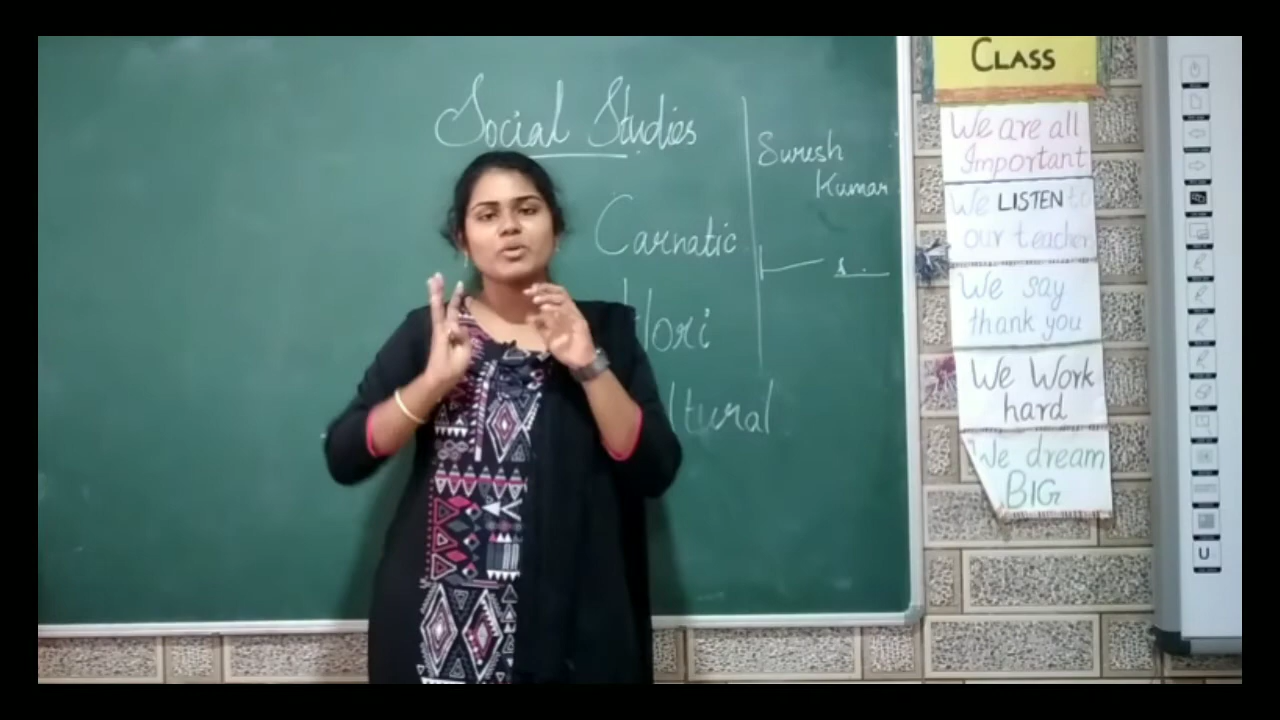 Social Studies
Carnatic
Hori
ltural
Suresh
Kumar
s.
CLASS
We are all
Important
We LISTEN to
our teacher
We say
thank you
We Work
hard
We dream
BIG
U